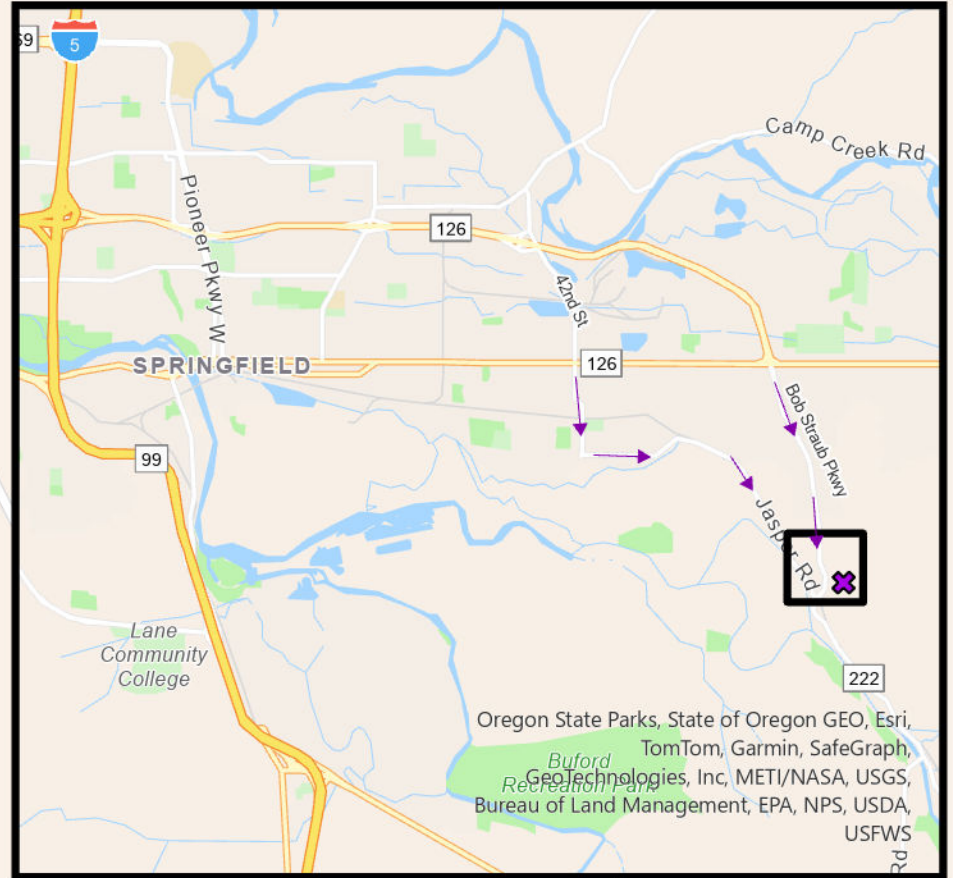 69
5
Camp Creek Rd
Pioneer Pkwy W
126
42nd St
SPRINGFIELD
126
Bob Straub Pkwy
99
Jasper Rd
Lane
Community
College
222
Oregon State Parks, State of Oregon GEO, Esri,
TomTom, Garmin, SafeGraph,
Buford
Recreation Park
GeoTechnologies, Inc, METI/NASA, USGS,
Bureau of Land Management, EPA, NPS, USDA,
USFWS
Rd